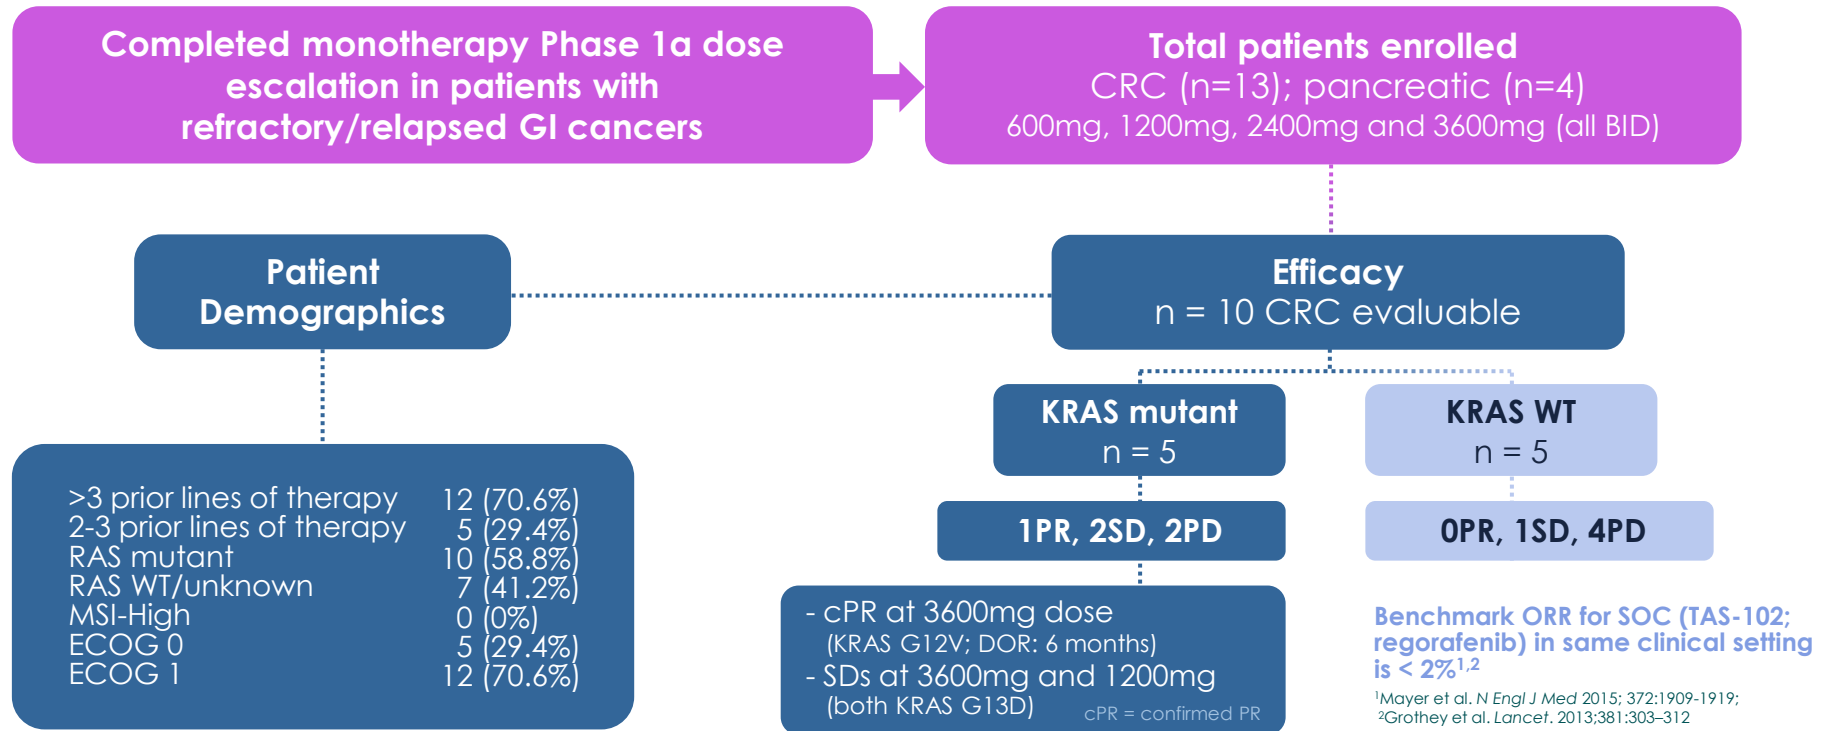 Completed monotherapy Phase 1a dose
escalation in patients with
refractory/relapsed GI cancers
Total patients enrolled
CRC (n=13); pancreatic (n=4)
600mg, 1200mg, 2400mg and 3600mg (all BID)
Patient
Demographics
Efficacy
n = 10 CRC evaluable
>3 prior lines of therapy 12 (70.6%)
2-3 prior lines of therapy 5 (29.4%)
RAS mutant 10 (58.8%)
RAS WT/unknown 7 (41.2%)
MSI-High 0 (0%)
ECOG 0 5 (29.4%)
ECOG 1 12 (70.6%)
KRAS mutant
n = 5
1PR, 2SD, 2PD
- cPR at 3600mg dose
(KRAS G12V; DOR: 6 months)
- SDs at 3600mg and 1200mg
(both KRAS G13D)
cPR = confirmed PR
KRAS WT
n = 5
0PR, 1SD, 4PD
Benchmark ORR for SOC (TAS-102;
regorafenib) in same clinical setting
is < 2%¹,²
¹Mayer et al. N Engl J Med 2015; 372:1909-1919;
²Grothey et al. Lancet. 2013;381:303–312